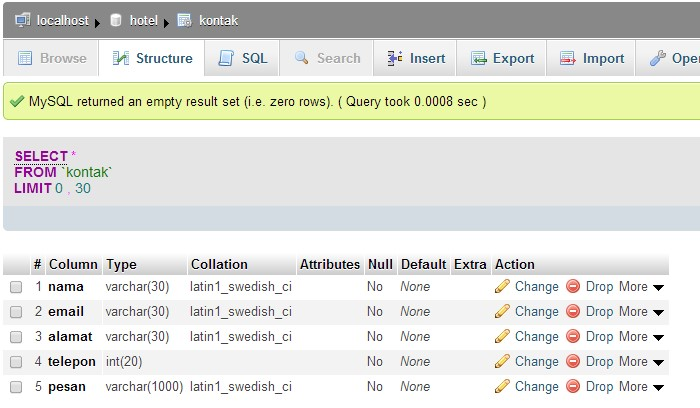 localhost hotel kontak
Browse Structure SQL Search Insert Export Import Oper
MySQL returned an empty result set (i.e. zero rows). ( Query took 0.0008 sec )
SELECT *
FROM `kontak`
LIMIT 0 , 30
# Column Type Collation Attributes Null Default Extra Action
1 nama varchar(30) latin1_swedish_ci No None Change Drop More
2 email varchar(30) latin1_swedish_ci No None Change Drop More
3 alamat varchar(30) latin1_swedish_ci No None Change Drop More
4 telepon int(20) No None Change Drop More
5 pesan varchar(1000) latin1_swedish_ci No None Change Drop More